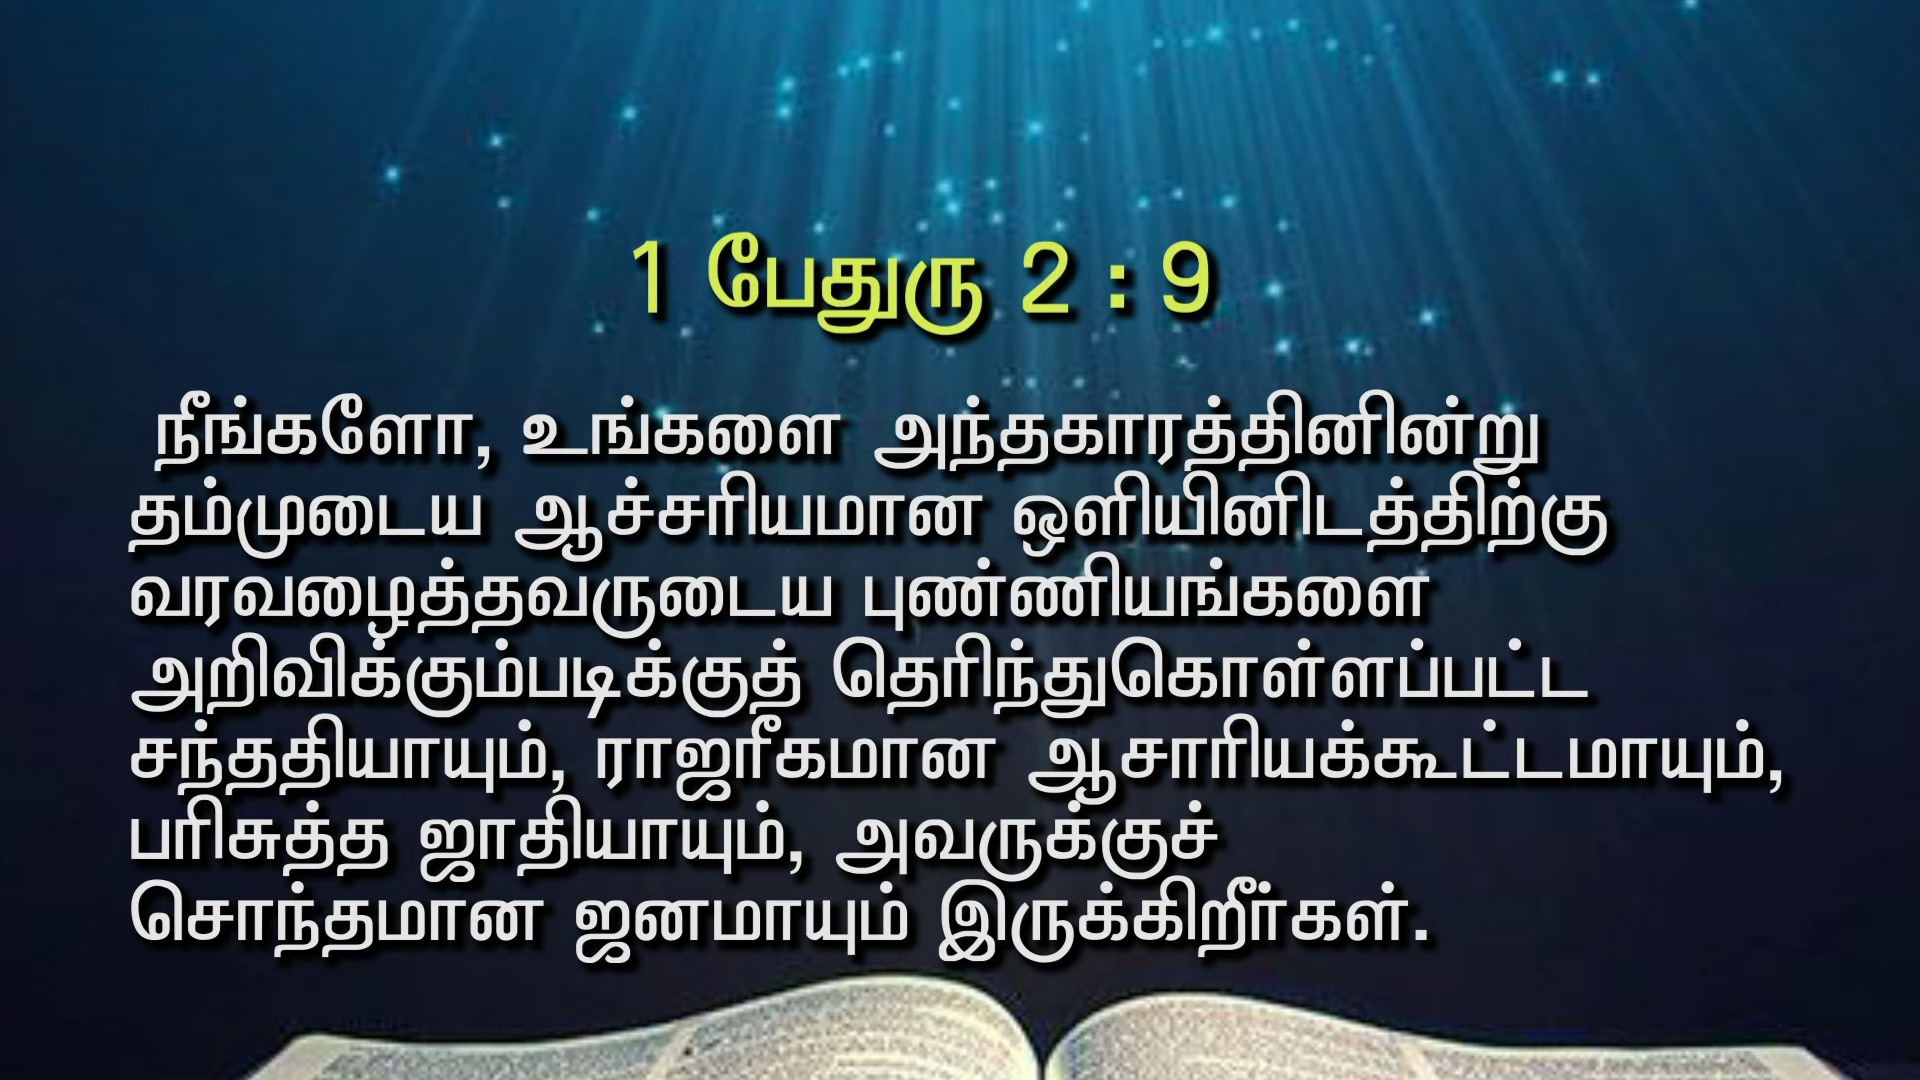 1 பேதுரு 2 : 9
நீங்களோ, உங்களை அந்தகாரத்தினின்று
தம்முடைய ஆச்சரியமான ஒளியினிடத்திற்கு
வரவழைத்தவருடைய புண்ணியங்களை
அறிவிக்கும்படிக்குத் தெரிந்துகொள்ளப்பட்ட
சந்ததியாயும், ராஜரீகமான ஆசாரியக்கூட்டமாயும்,
பரிசுத்த ஜாதியாயும், அவருக்குச்
சொந்தமான ஜனமாயும் இருக்கிறீர்கள்.